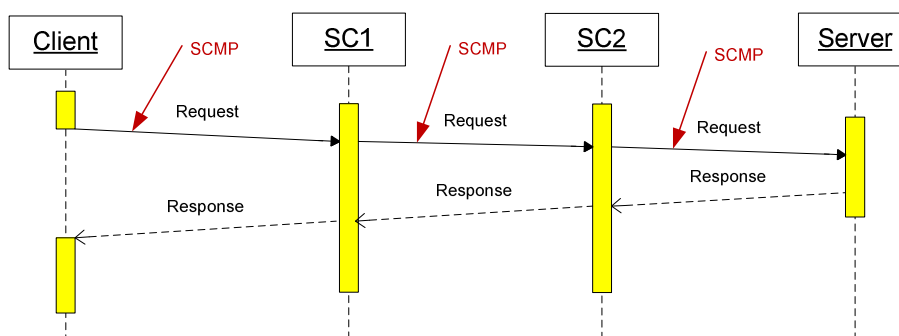 Client
SC1
SC2
Server
SCMP
SCMP
SCMP
Request
Request
Request
Response
Response
Response